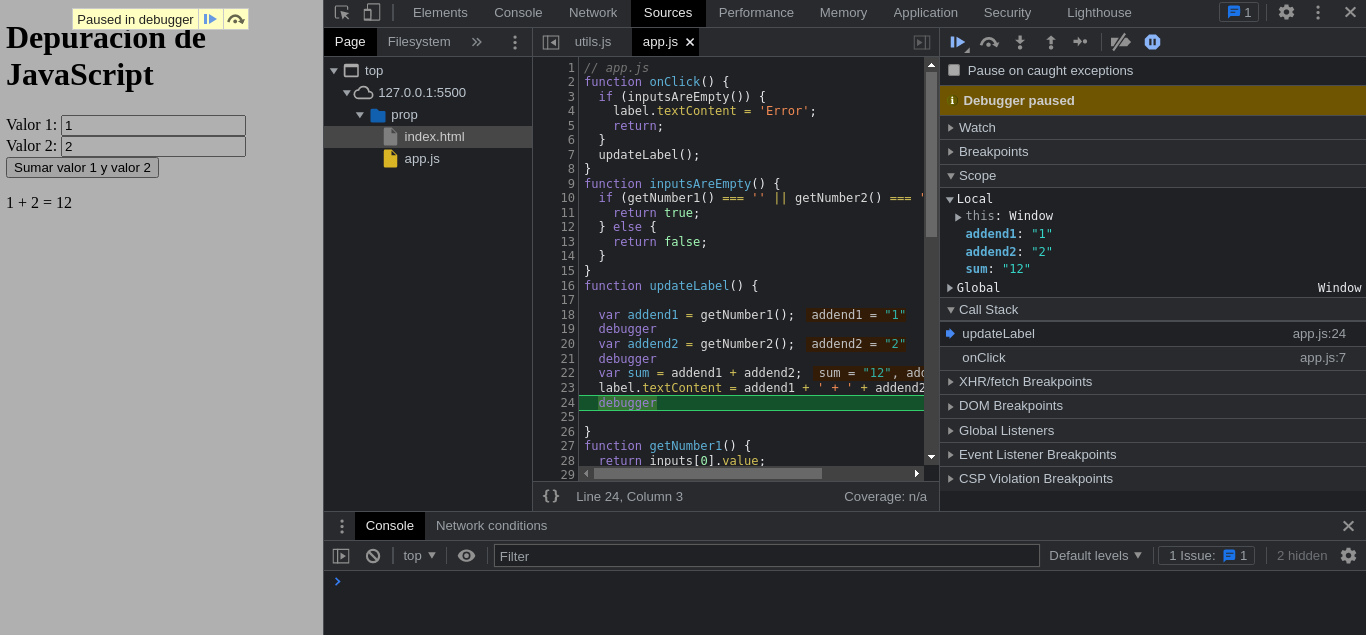 Paused in debugger
Depuración de
JavaScript
Valor 1: 1
Valor 2: 2
Sumar valor 1 y valor 2
1 + 2 = 12
Elements Console Network Sources Performance Memory Application Security Lighthouse 1
Page Filesystem » utils.js app.js ✕
top
127.0.0.1:5500
prop
index.html
app.js
1 // app.js
2 function onClick() {
3 if (inputsAreEmpty()) {
4 label.textContent = 'Error';
5 return;
6 }
7 updateLabel();
8 }
9 function inputsAreEmpty() {
10 if (getNumber1() === '' || getNumber2() === '
11 return true;
12 } else {
13 return false;
14 }
15 }
16 function updateLabel() {
17
18 var addend1 = getNumber1(); addend1 = "1"
19 debugger
20 var addend2 = getNumber2(); addend2 = "2"
21 debugger
22 var sum = addend1 + addend2; sum = "12", add
23 label.textContent = addend1 + ' + ' + addend2
24 debugger
25
26 }
27 function getNumber1() {
28 return inputs[0].value;
29
{} Line 24, Column 3 Coverage: n/a
Pause on caught exceptions
Debugger paused
Watch
Breakpoints
Scope
Local
this: Window
addend1: "1"
addend2: "2"
sum: "12"
Global Window
Call Stack
updateLabel app.js:24
onClick app.js:7
XHR/fetch Breakpoints
DOM Breakpoints
Global Listeners
Event Listener Breakpoints
CSP Violation Breakpoints
Console Network conditions
top Filter Default levels 1 Issue: 1 2 hidden